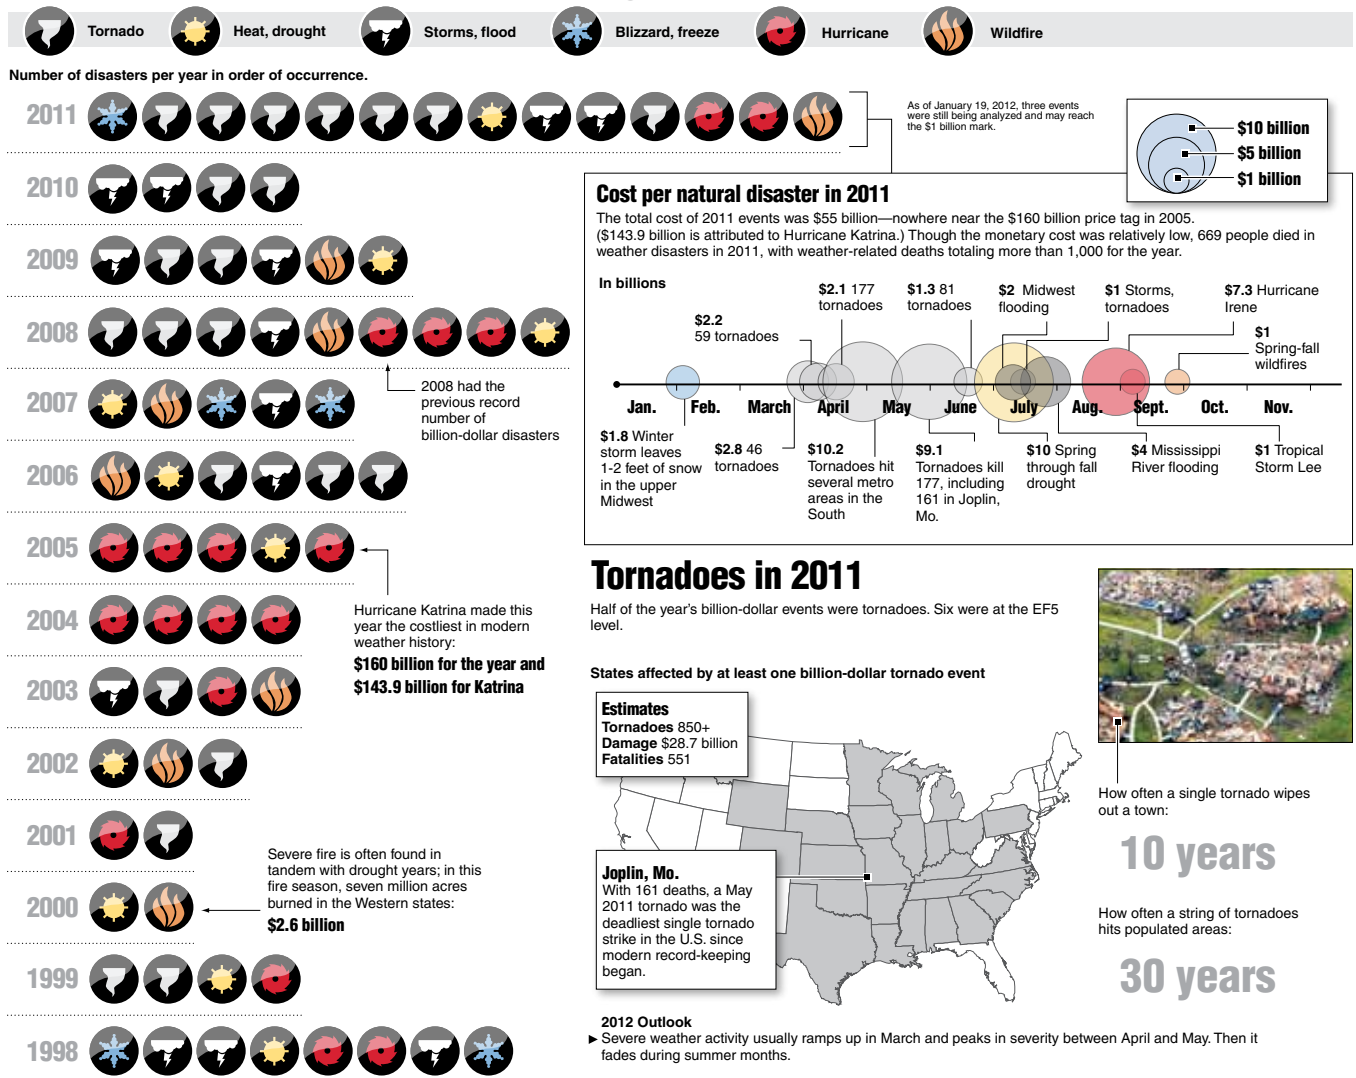 Tornado
Heat, drought
Storms, flood
Blizzard, freeze
Hurricane
Wildfire
Number of disasters per year in order of occurrence.
2011
2010
2009
2008
2007
2006
2005
2004
2003
2002
2001
2000
1999
1998
2008 had the
previous record
number of
billion-dollar disasters
Hurricane Katrina made this
year the costliest in modern
weather history:
$160 billion for the year and
$143.9 billion for Katrina
Severe fire is often found in
tandem with drought years; in this
fire season, seven million acres
burned in the Western states:
$2.6 billion
As of January 19, 2012, three events
were still being analyzed and may reach
the $1 billion mark.
$10 billion
$5 billion
$1 billion
Cost per natural disaster in 2011
The total cost of 2011 events was $55 billion—nowhere near the $160 billion price tag in 2005.
($143.9 billion is attributed to Hurricane Katrina.) Though the monetary cost was relatively low, 669 people died in
weather disasters in 2011, with weather-related deaths totaling more than 1,000 for the year.
In billions
$2.2
59 tornadoes
$2.1 177
tornadoes
$1.3 81
tornadoes
$2 Midwest
flooding
$1 Storms,
tornadoes
$7.3 Hurricane
Irene
$1
Spring-fall
wildfires
Jan.
Feb.
March
April
May
June
July
Aug.
Sept.
Oct.
Nov.
$1.8 Winter
storm leaves
1-2 feet of snow
in the upper
Midwest
$2.8 46
tornadoes
$10.2
Tornadoes hit
several metro
areas in the
South
$9.1
Tornadoes kill
177, including
161 in Joplin,
Mo.
$10 Spring
through fall
drought
$4 Mississippi
River flooding
$1 Tropical
Storm Lee
Tornadoes in 2011
Half of the year's billion-dollar events were tornadoes. Six were at the EF5
level.
States affected by at least one billion-dollar tornado event
Estimates
Tornadoes 850+
Damage $28.7 billion
Fatalities 551
Joplin, Mo.
With 161 deaths, a May
2011 tornado was the
deadliest single tornado
strike in the U.S. since
modern record-keeping
began.
How often a single tornado wipes
out a town:
10 years
How often a string of tornadoes
hits populated areas:
30 years
2012 Outlook
► Severe weather activity usually ramps up in March and peaks in severity between April and May. Then it
fades during summer months.